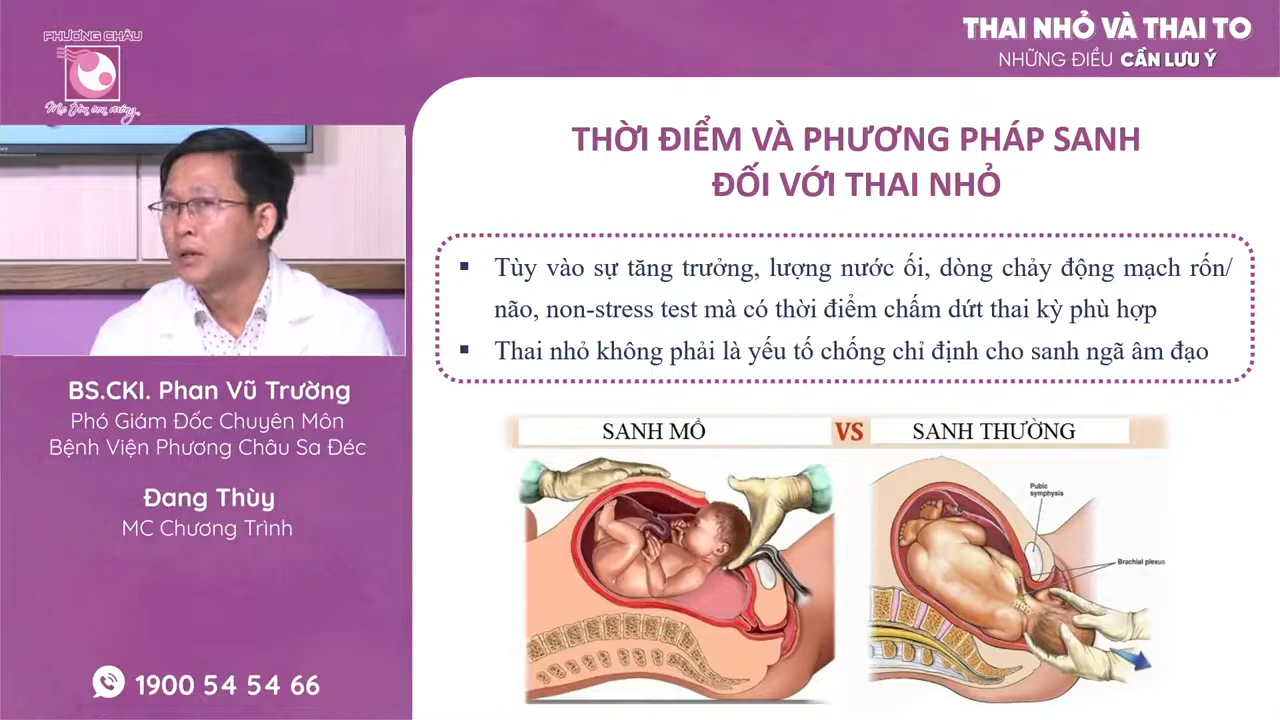 PHƯƠNG CHÂU
Mẹ tròn con vuông
THAI NHỎ VÀ THAI TO
NHỮNG ĐIỀU CẦN LƯU Ý
THỜI ĐIỂM VÀ PHƯƠNG PHÁP SANH
ĐỐI VỚI THAI NHỎ
▪ Tùy vào sự tăng trưởng, lượng nước ối, dòng chảy động mạch rốn/
não, non-stress test mà có thời điểm chấm dứt thai kỳ phù hợp
▪ Thai nhỏ không phải là yếu tố chống chỉ định cho sanh ngã âm đạo
SANH MỔ VS SANH THƯỜNG
Pubic
symphysis
Brachial plexus
BS.CKI. Phan Vũ Trường
Phó Giám Đốc Chuyên Môn
Bệnh Viện Phương Châu Sa Đéc
Đang Thùy
MC Chương Trình
1900 54 54 66